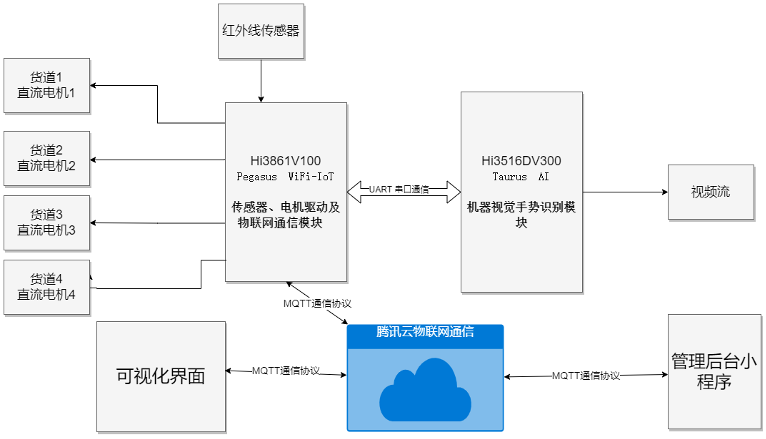 红外线传感器
货道1
直流电机1
货道2
直流电机2
货道3
直流电机3
货道4
直流电机4
Hi3861V100
Pegasus WiFi-IoT
传感器、电机驱动及
物联网通信模块
UART 串口通信
Hi3516DV300
Taurus AI
机器视觉手势识别模
块
视频流
MQTT通信协议
可视化界面
MQTT通信协议
腾讯云物联网通信
MQTT通信协议
管理后台小
程序